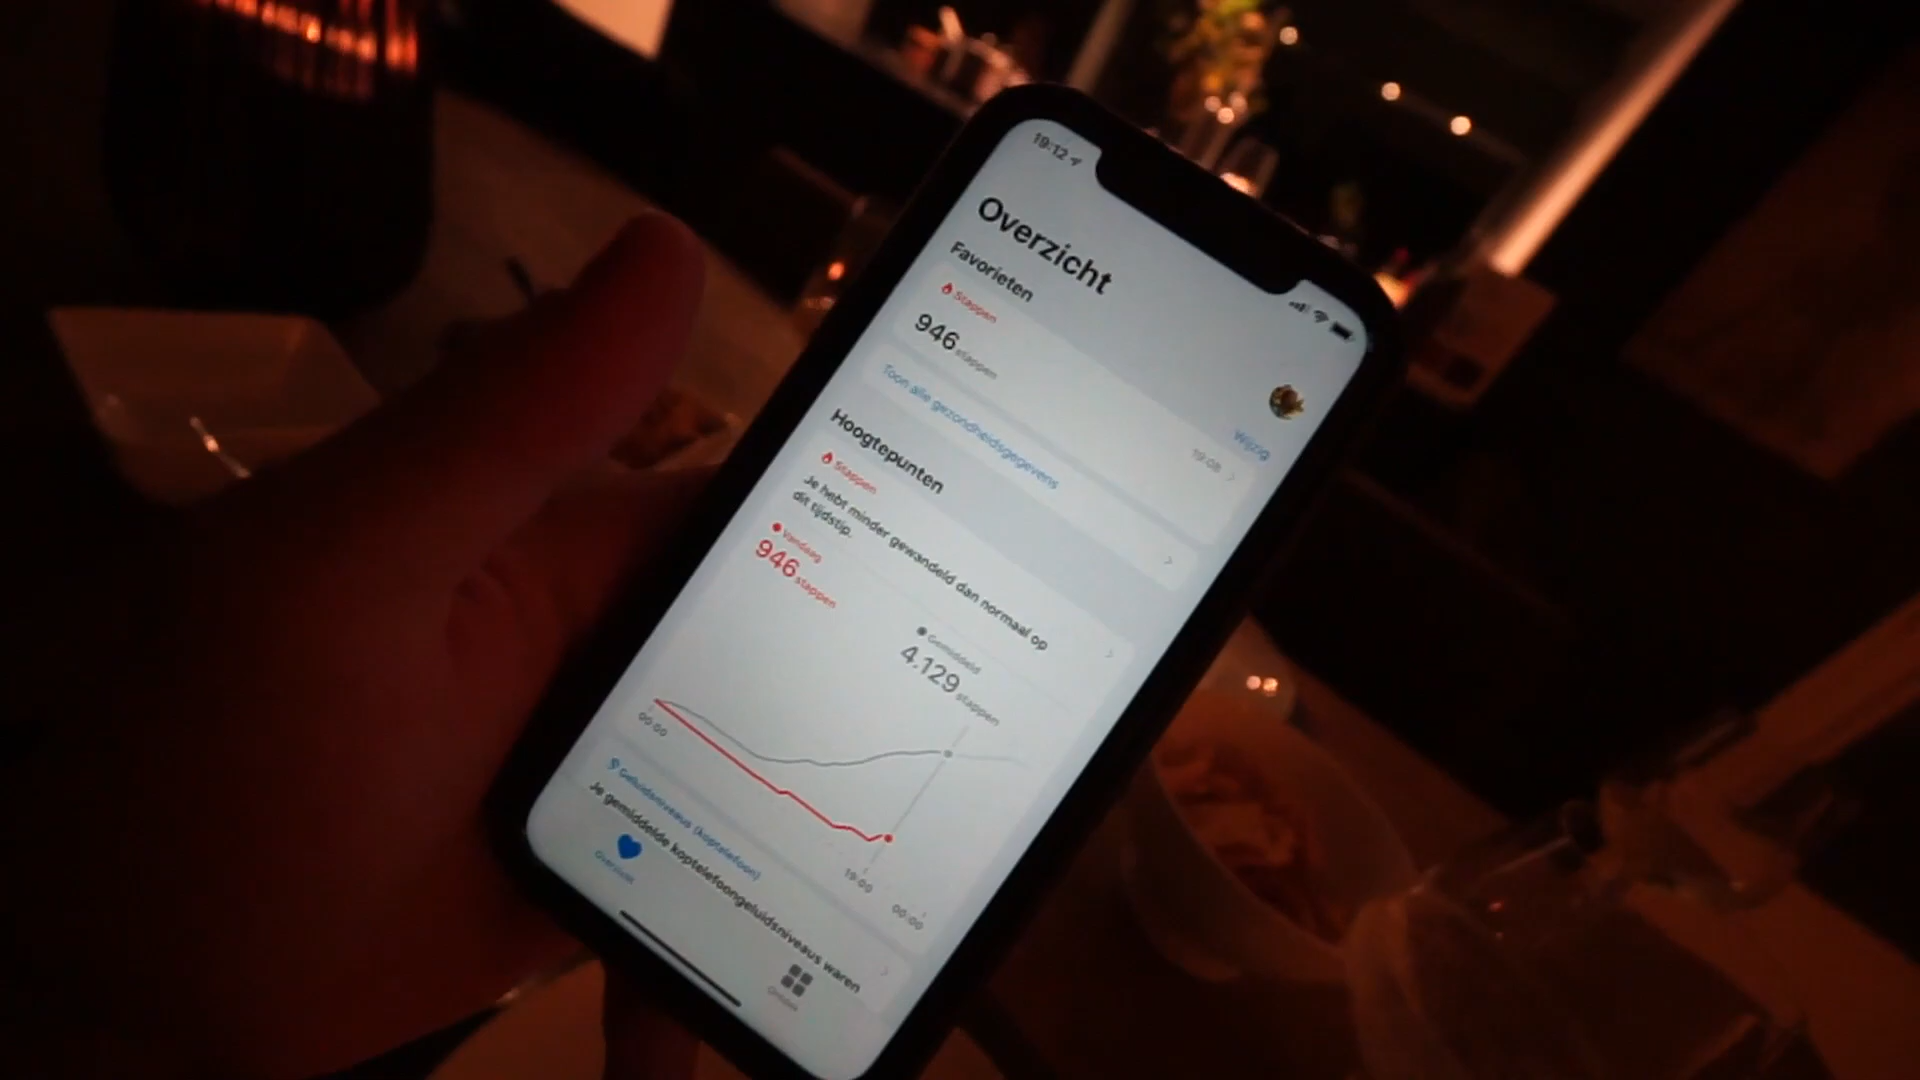 19:12
Overzicht
Favorieten
Wijzig
Stappen
19:08
946 stappen
Toon alle gezondheidsgegevens
Hoogtepunten
Stappen
Je hebt minder gewandeld dan normaal op
dit tijdstip.
Vandaag
946 stappen
Gemiddeld
4.129 stappen
00:00
19:00
00:00
Geluidsniveaus (koptelefoon)
Je gemiddelde koptelefoongeluidsniveaus waren
Overzicht